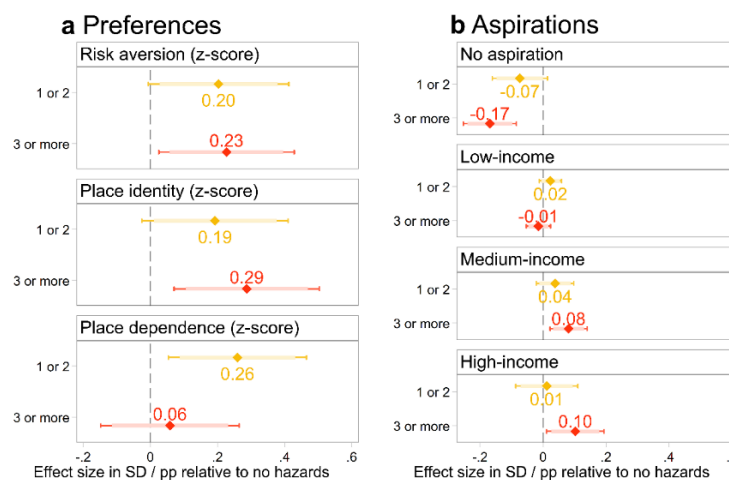 a Preferences
Risk aversion (z-score)
1 or 2
0.20
3 or more
0.23
Place identity (z-score)
1 or 2
0.19
3 or more
0.29
Place dependence (z-score)
1 or 2
0.26
3 or more
0.06
-.2 0 .2 .4 .6
Effect size in SD / pp relative to no hazards
b Aspirations
No aspiration
1 or 2
-0.07
3 or more
-0.17
Low-income
1 or 2
0.02
3 or more
-0.01
Medium-income
1 or 2
0.04
3 or more
0.08
High-income
1 or 2
0.01
3 or more
0.10
-.2 0 .2 .4 .6
Effect size in SD / pp relative to no hazards